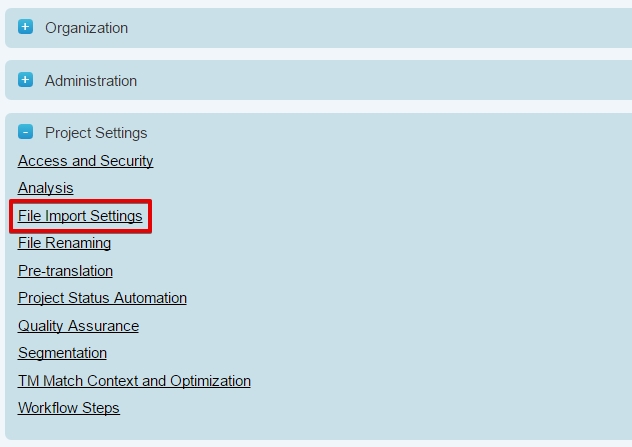 + Organization
+ Administration
- Project Settings
Access and Security
Analysis
File Import Settings
File Renaming
Pre-translation
Project Status Automation
Quality Assurance
Segmentation
TM Match Context and Optimization
Workflow Steps